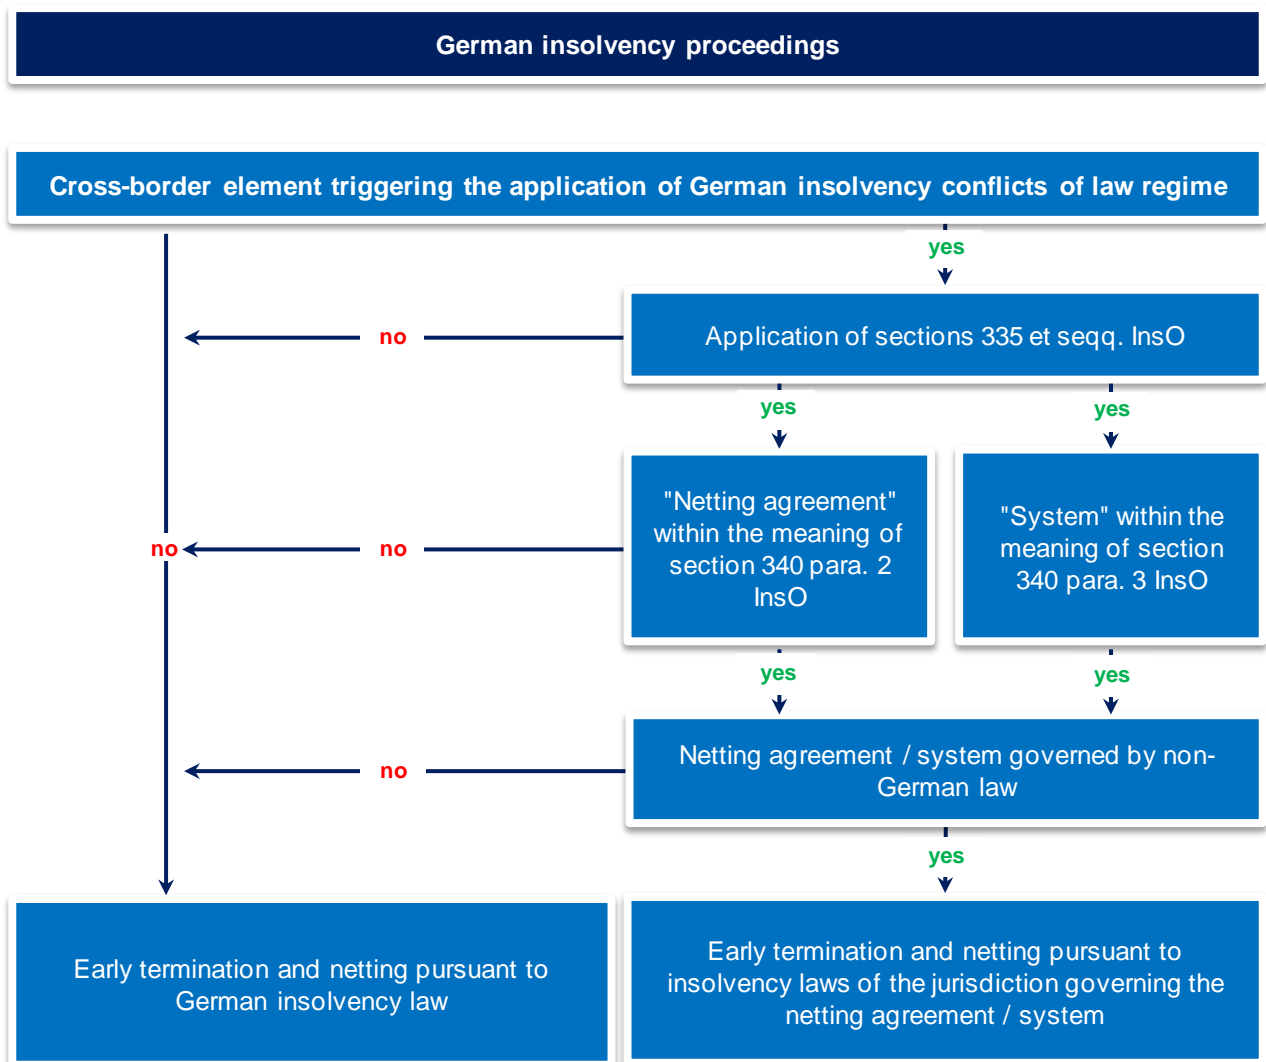 German insolvency proceedings
Cross-border element triggering the application of German insolvency conflicts of law regime
yes
Application of sections 335 et seqq. InsO
no
yes
yes
"Netting agreement"
within the meaning of
section 340 para. 2
InsO
"System" within the
meaning of section
340 para. 3 InsO
no
no
yes
yes
Netting agreement / system governed by non-
German law
no
yes
Early termination and netting pursuant to
German insolvency law
Early termination and netting pursuant to
insolvency laws of the jurisdiction governing the
netting agreement / system